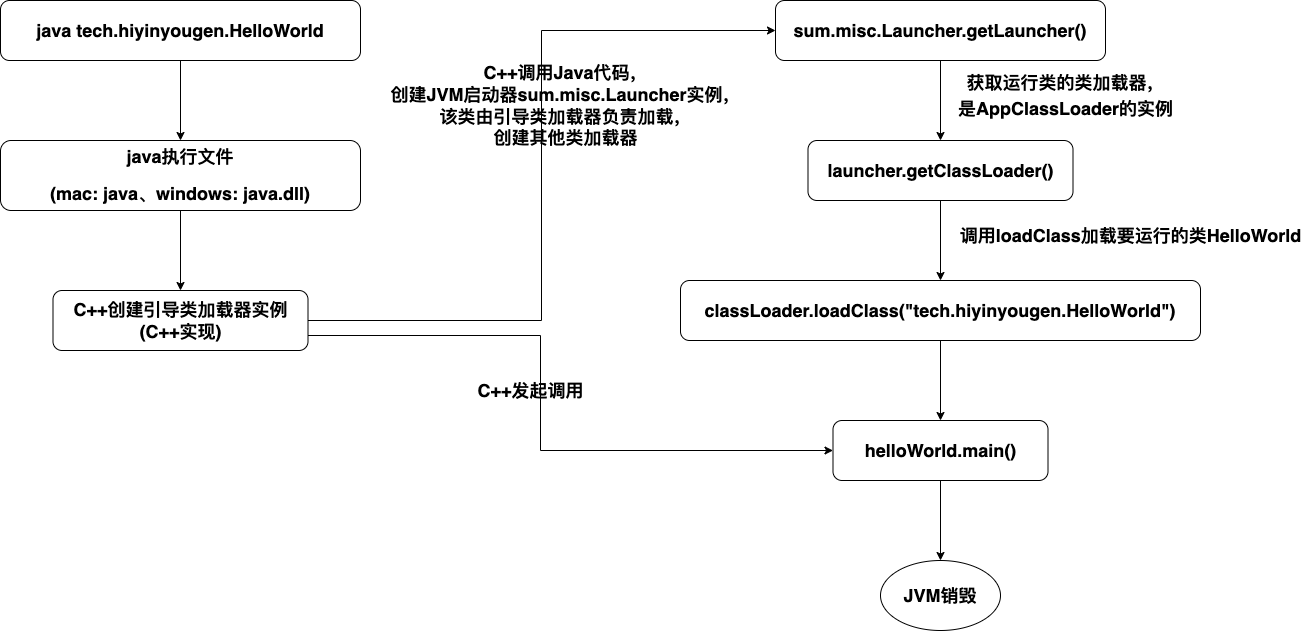 java tech.hiyinyougen.HelloWorld
java执行文件
(mac: java、windows: java.dll)
C++创建引导类加载器实例
(C++实现)
C++调用Java代码，
创建JVM启动器sum.misc.Launcher实例，
该类由引导类加载器负责加载，
创建其他类加载器
C++发起调用
sum.misc.Launcher.getLauncher()
获取运行类的类加载器，
是AppClassLoader的实例
launcher.getClassLoader()
调用loadClass加载要运行的类HelloWorld
classLoader.loadClass("tech.hiyinyougen.HelloWorld")
helloWorld.main()
JVM销毁